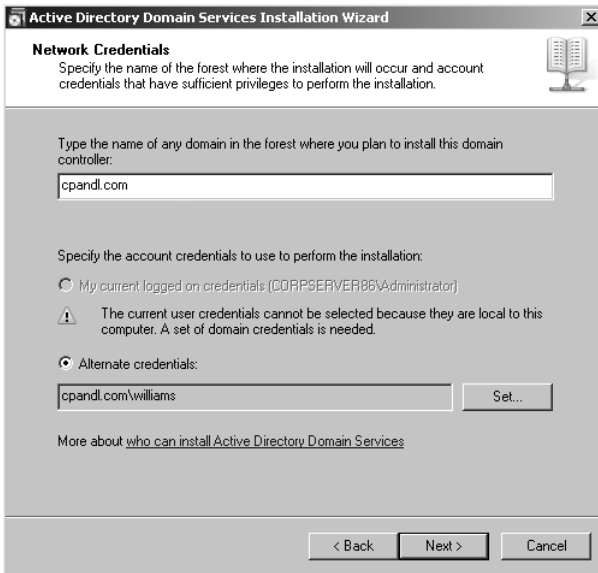 Active Directory Domain Services Installation Wizard
Network Credentials
Specify the name of the forest where the installation will occur and account
credentials that have sufficient privileges to perform the installation.
Type the name of any domain in the forest where you plan to install this domain
controller:
cpandl.com
Specify the account credentials to use to perform the installation:
My current logged on credentials (CORPSERVER86\Administrator)
The current user credentials cannot be selected because they are local to this
computer. A set of domain credentials is needed.
Alternate credentials:
cpandl.com\williams
Set...
More about who can install Active Directory Domain Services
< Back Next > Cancel